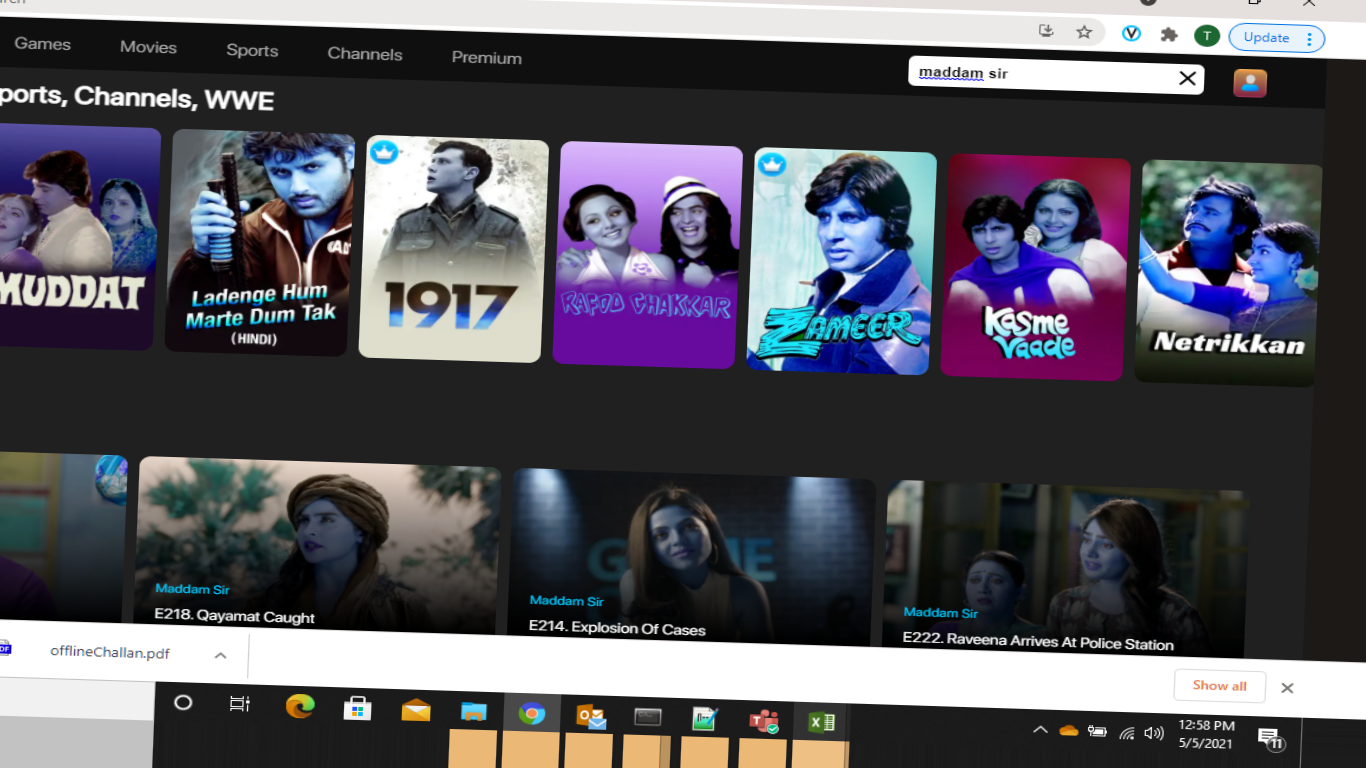 Games Movies Sports Channels Premium
maddam sir
T
Update
ports, Channels, WWE
MUDDAT
Ladenge Hum
Marte Dum Tak
(HINDI)
1917
RAFOO CHAKKAR
ZAMEER
Kasme
Vaade
Netrikkan
Maddam Sir
E218. Qayamat Caught
Maddam Sir
E214. Explosion Of Cases
Maddam Sir
E222. Raveena Arrives At Police Station
offlineChallan.pdf
Show all
12:58 PM
5/5/2021
11